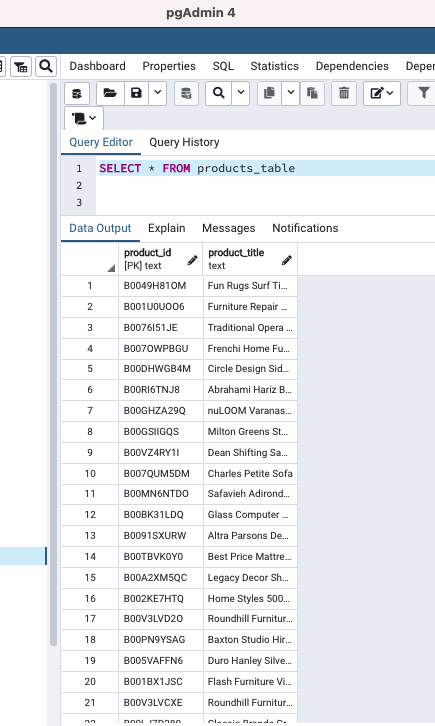 pgAdmin 4
Dashboard Properties SQL Statistics Dependencies Deper
Query Editor Query History
1 SELECT * FROM products_table
2
3
Data Output Explain Messages Notifications
product_id product_title
[PK] text text
1 B0049H81OM Fun Rugs Surf Ti...
2 B001U0UOO6 Furniture Repair ...
3 B0076I51JE Traditional Opera ...
4 B007OWPBGU Frenchi Home Fu...
5 B00DHWGB4M Circle Design Sid...
6 B00RI6TNJ8 Abrahami Hariz B...
7 B00GHZA29Q nuLOOM Varanas...
8 B00GSIIGQS Milton Greens St...
9 B00VZ4RY1I Dean Shifting Sa...
10 B007QUM5DM Charles Petite Sofa
11 B00MN6NTDO Safavieh Adirond...
12 B00BK31LDQ Glass Computer ...
13 B0091SXURW Altra Parsons De...
14 B00TBVK0Y0 Best Price Mattre...
15 B00A2XM5QC Legacy Decor Sh...
16 B002KE7HTQ Home Styles 500...
17 B00V3LVD2O Roundhill Furnitur...
18 B00PN9YSAG Baxton Studio Hir...
19 B005VAFFN6 Duro Hanley Silve...
20 B001BX1JSC Flash Furniture Vi...
21 B00V3LVCXE Roundhill Furnitur...